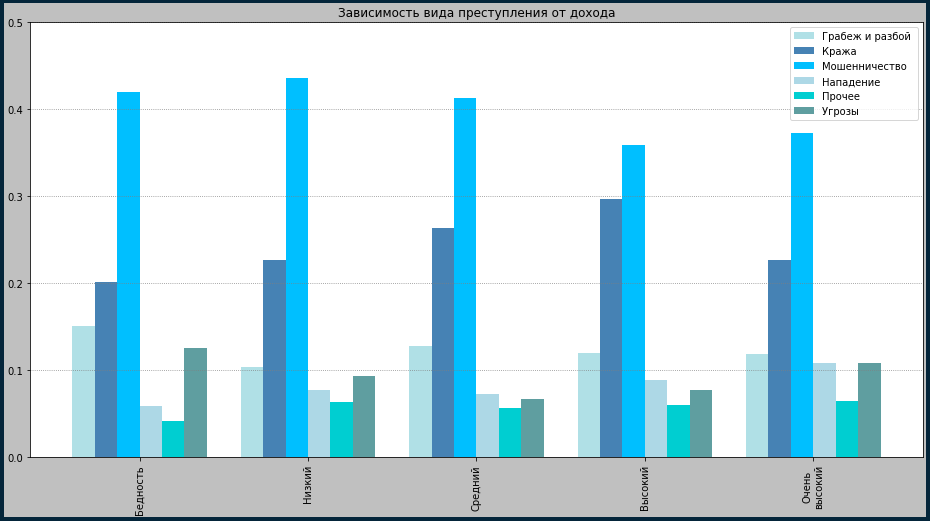 Зависимость вида преступления от дохода
0.5
0.4
0.3
0.2
0.1
0.0
Грабеж и разбой
Кража
Мошенничество
Нападение
Прочее
Угрозы
Бедность
Низкий
Средний
Высокий
Очень
высокий